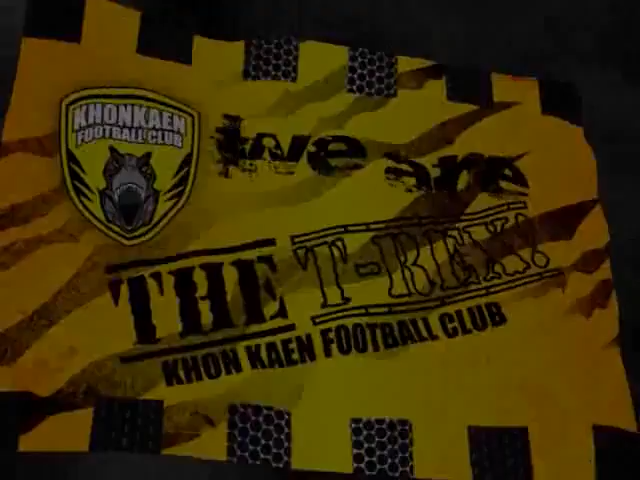 KHONKAEN
FOOTBALL CLUB
we are
THE T-REX!
KHON KAEN FOOTBALL CLUB